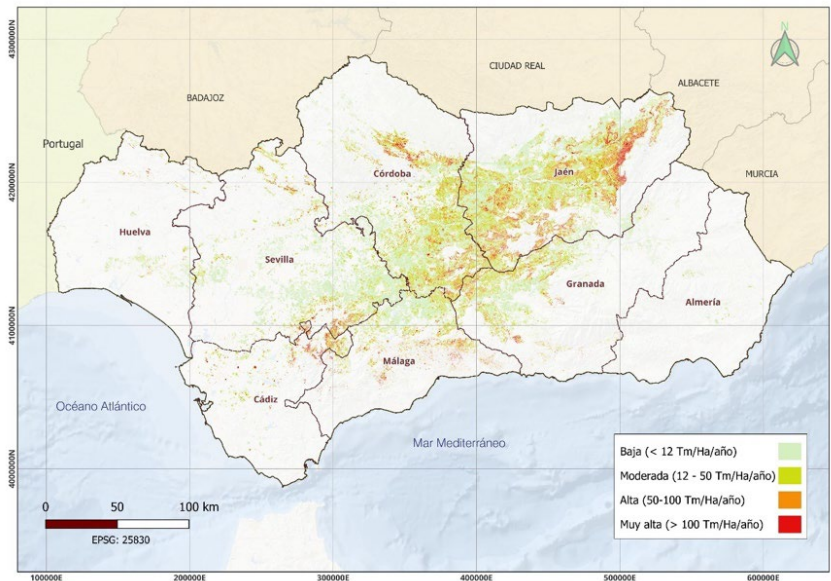 N
4300000N
CIUDAD REAL
ALBACETE
BADAJOZ
Portugal
Córdoba
Jaén
MURCIA
4200000N
Huelva
Sevilla
Granada
Almería
4100000N
Málaga
Cádiz
Océano Atlántico
Mar Mediterráneo
4000000N
Baja (< 12 Tm/Ha/año)
Moderada (12 - 50 Tm/Ha/año)
Alta (50-100 Tm/Ha/año)
Muy alta (> 100 Tm/Ha/año)
0 50 100 km
EPSG: 25830
100000E 200000E 300000E 400000E 500000E 600000E